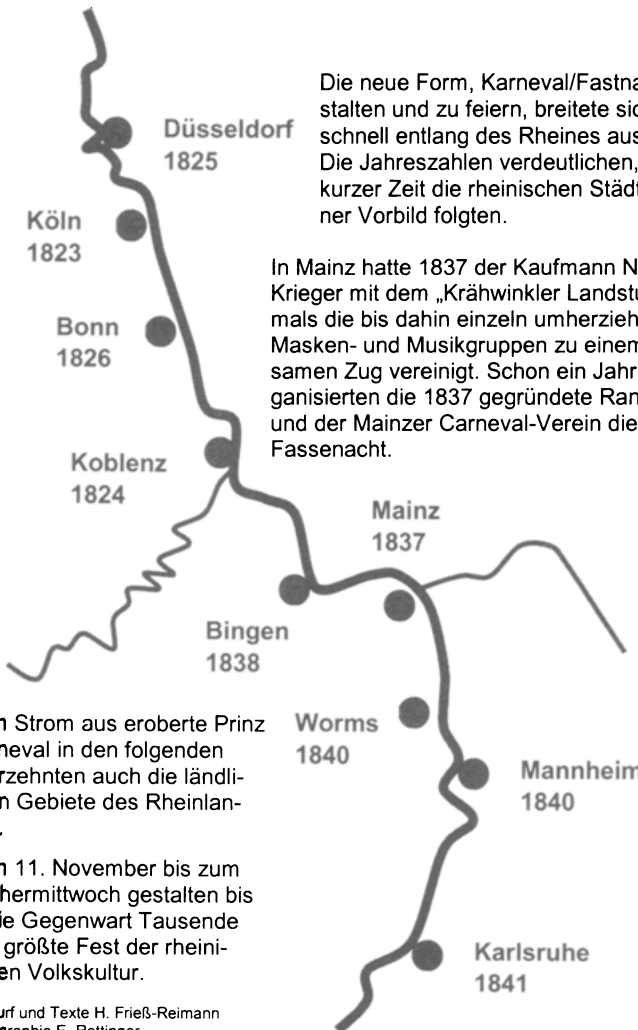 Die neue Form, Karneval/Fastna
stalten und zu feiern, breitete sic
schnell entlang des Rheines aus
Die Jahreszahlen verdeutlichen,
kurzer Zeit die rheinischen Städt
ner Vorbild folgten.
Düsseldorf
1825
Köln
1823
In Mainz hatte 1837 der Kaufmann N
Krieger mit dem „Krähwinkler Landstu
mals die bis dahin einzeln umherzieh
Masken- und Musikgruppen zu einem
samen Zug vereinigt. Schon ein Jahr
ganisierten die 1837 gegründete Ran
und der Mainzer Carneval-Verein die
Fassenacht.
Bonn
1826
Koblenz
1824
Mainz
1837
Bingen
1838
Worms
1840
Mannheim
1840
Karlsruhe
1841
n Strom aus eroberte Prinz
neval in den folgenden
rzehnten auch die ländli-
n Gebiete des Rheinlan-
.
n 11. November bis zum
hermittwoch gestalten bis
ie Gegenwart Tausende
größte Fest der rheini-
en Volkskultur.
urf und Texte H. Frieß-Reimann
graphie E. Rettinger